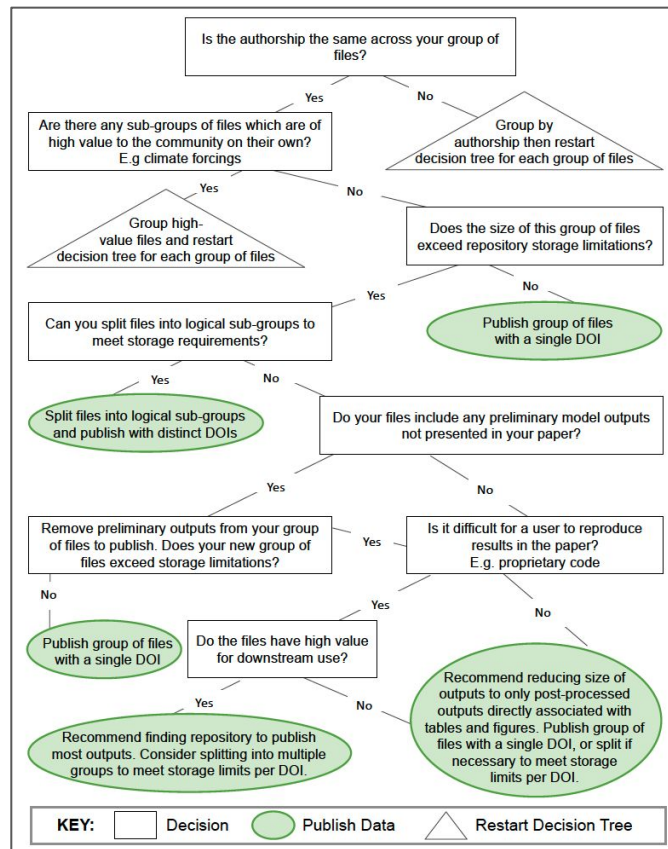 Is the authorship the same across your group of
files?
Yes
No
Are there any sub-groups of files which are of
high value to the community on their own?
E.g climate forcings
Group by
authorship then restart
decision tree for each group of files
Yes
No
Group high-
value files and restart
decision tree for each group of files
Does the size of this group of files
exceed repository storage limitations?
Yes
No
Can you split files into logical sub-groups to
meet storage requirements?
Publish group of files
with a single DOI
Yes
No
Split files into logical sub-groups
and publish with distinct DOIs
Do your files include any preliminary model outputs
not presented in your paper?
Yes
No
Remove preliminary outputs from your group
of files to publish. Does your new group of
files exceed storage limitations?
Yes
Is it difficult for a user to reproduce
results in the paper?
E.g. proprietary code
No
Yes
No
Publish group of files
with a single DOI
Do the files have high value
for downstream use?
Yes
No
Recommend finding repository to publish
most outputs. Consider splitting into multiple
groups to meet storage limits per DOI.
Recommend reducing size of
outputs to only post-processed
outputs directly associated with
tables and figures. Publish group of
files with a single DOI, or split if
necessary to meet storage
limits per DOI.
KEY:
Decision
Publish Data
Restart Decision Tree